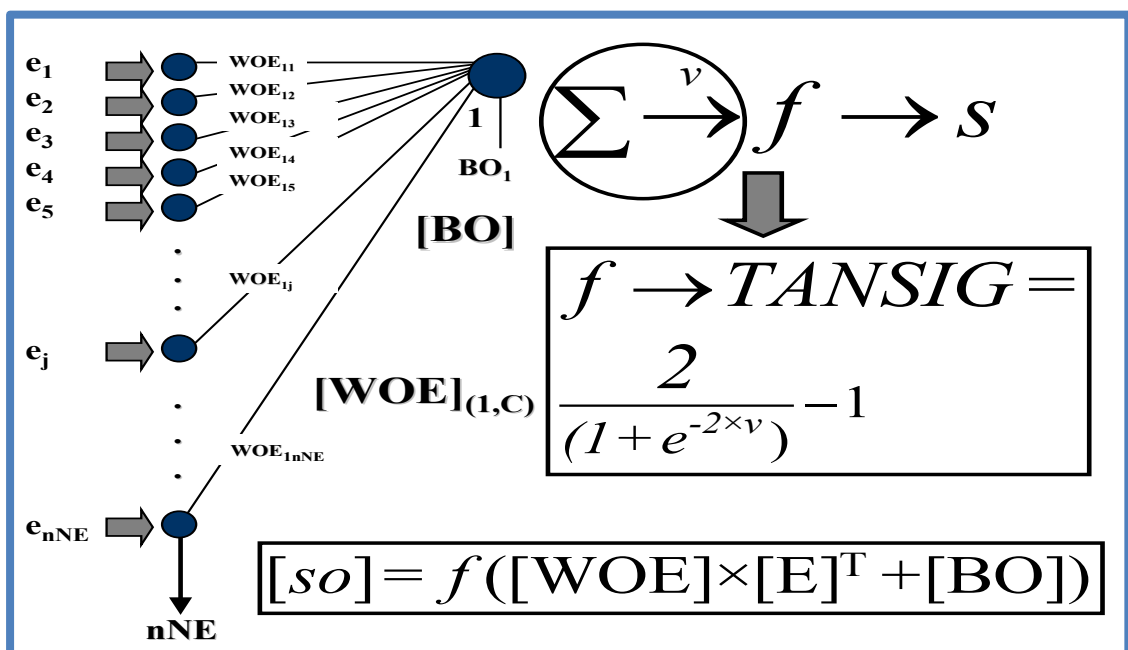 e₁ WOE₁₁
e₂ WOE₁₂
e₃ WOE₁₃
e₄ WOE₁₄
e₅ WOE₁₅
1
BO₁
[BO]
∑ →ᵛ f → s
f → TANSIG =
2/(1 + e^(-2×v)) − 1
WOE₁ⱼ
eⱼ
[WOE](1,C)
WOE₁nNE
enNE
nNE
[so] = f([WOE]×[E]ᵀ +[BO])